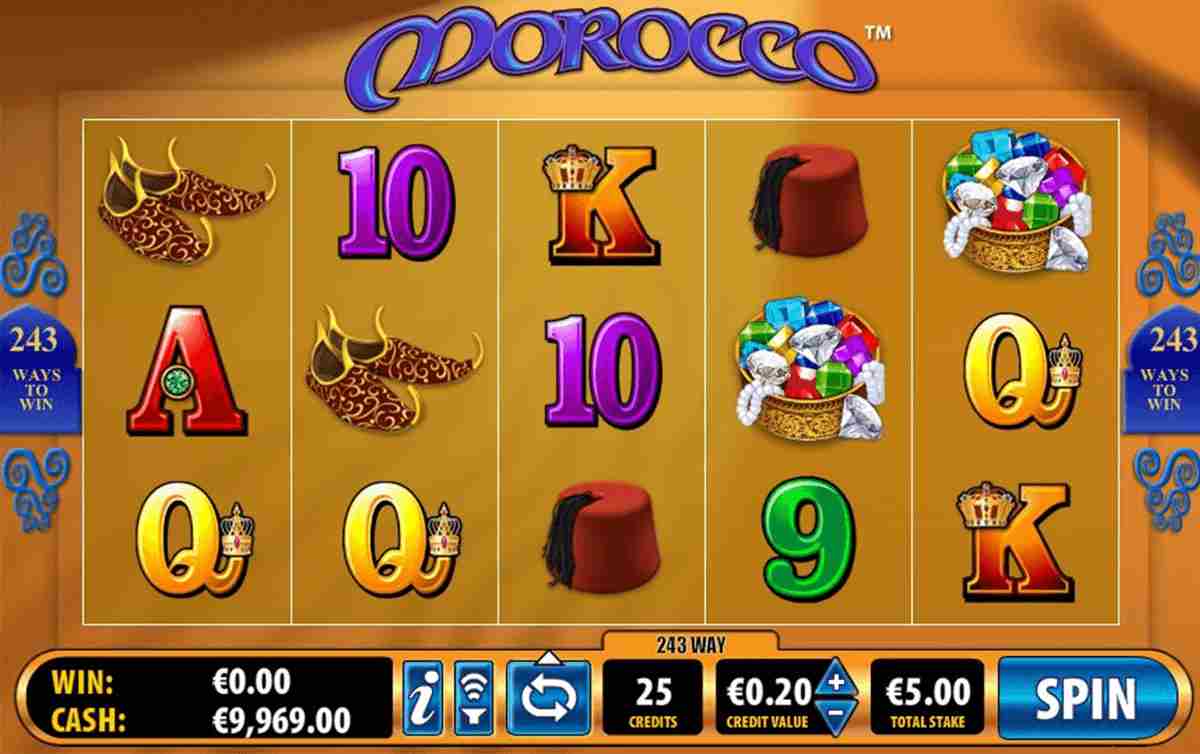 MOROCCO™
10
K
243
WAYS
TO
WIN
A
10
Q
243
WAYS
TO
WIN
Q
Q
9
K
243 WAY
WIN: €0.00
CASH: €9,969.00
i
25
CREDITS
€0.20
CREDIT VALUE
+
−
€5.00
TOTAL STAKE
SPIN